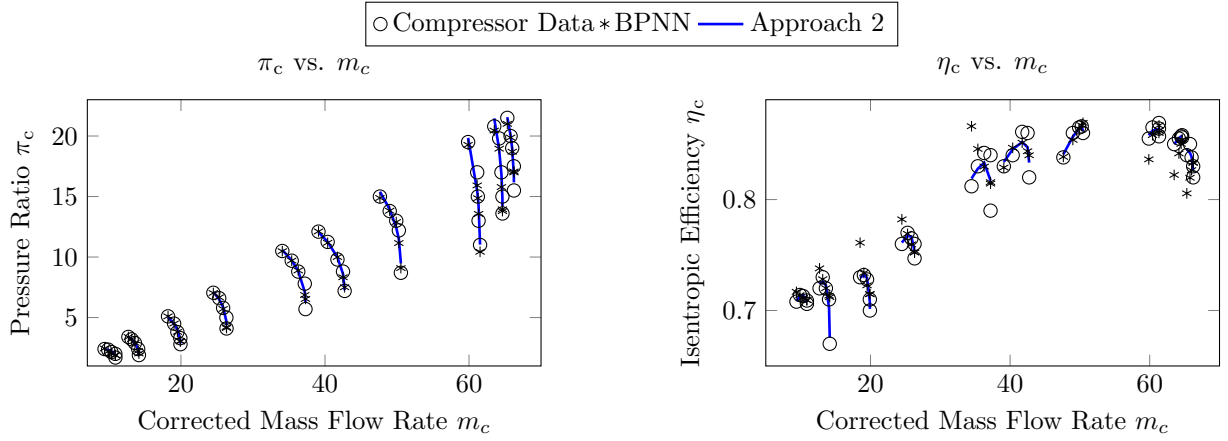 Compressor Data BPNN Approach 2
π_c vs. m_c
20
15
10
5
20 40 60
Pressure Ratio π_c
Corrected Mass Flow Rate m_c
η_c vs. m_c
0.8
0.7
20 40 60
Isentropic Efficiency η_c
Corrected Mass Flow Rate m_c